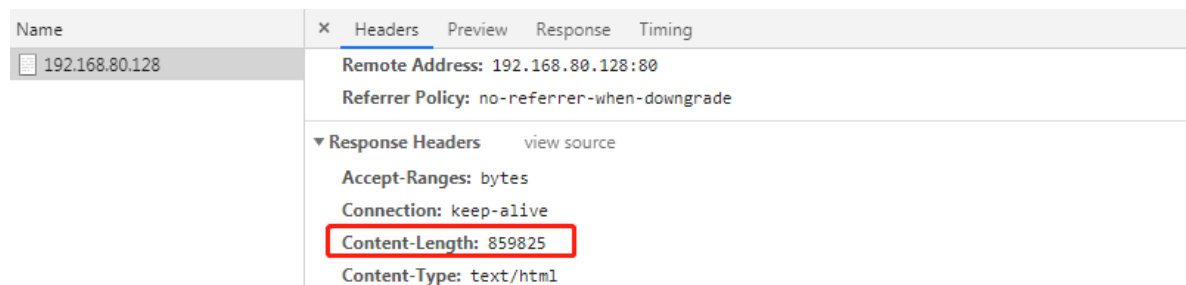 Name
× Headers Preview Response Timing
192.168.80.128
Remote Address: 192.168.80.128:80
Referrer Policy: no-referrer-when-downgrade
▼Response Headers view source
Accept-Ranges: bytes
Connection: keep-alive
Content-Length: 859825
Content-Type: text/html